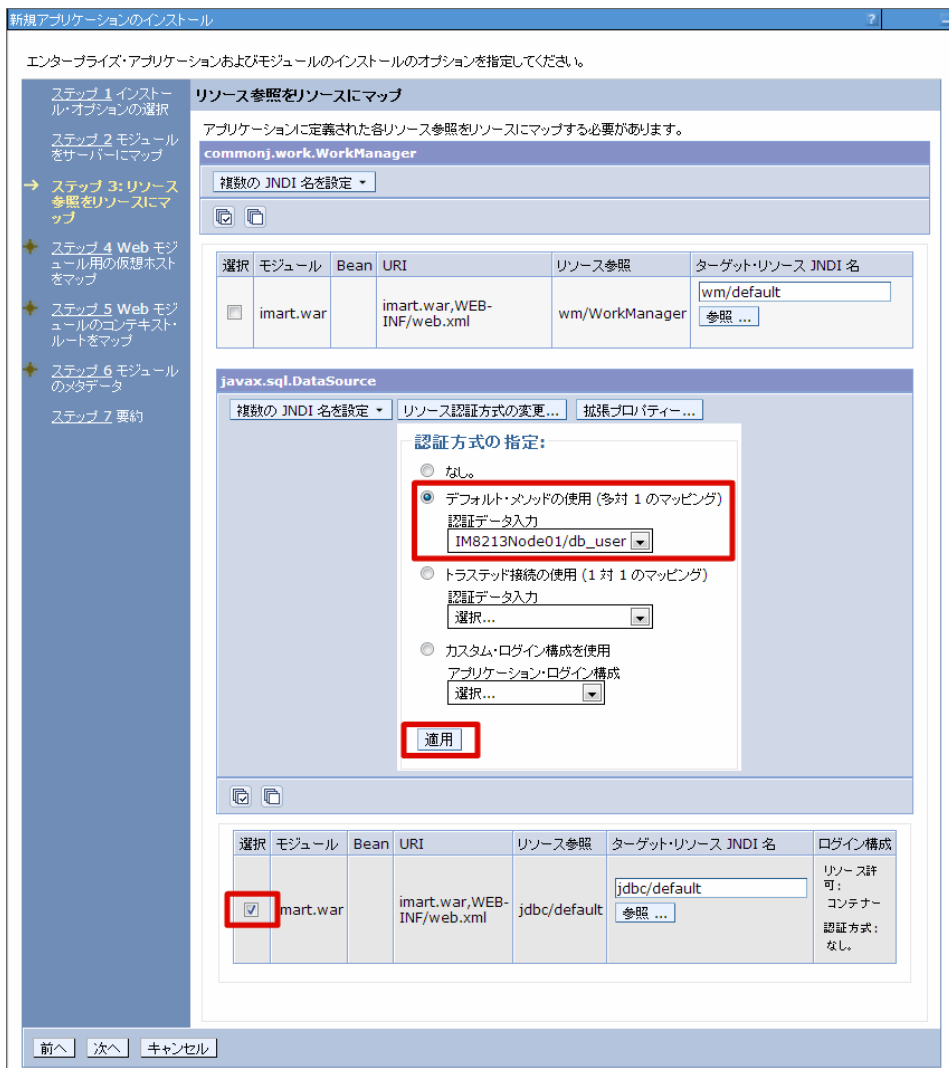 新規アプリケーションのインストール
?
エンタープライズ・アプリケーションおよびモジュールのインストールのオプションを指定してください。
ステップ 1 インストー
ル・オプションの選択
ステップ 2 モジュール
をサーバーにマップ
ステップ 3: リソース
参照をリソースにマ
ップ
ステップ 4 Web モジ
ュール用の仮想ホスト
をマップ
ステップ 5 Web モジ
ュールのコンテキスト・
ルートをマップ
ステップ 6 モジュール
のメタデータ
ステップ 7 要約
リソース参照をリソースにマップ
アプリケーションに定義された各リソース参照をリソースにマップする必要があります。
commonj.work.WorkManager
複数の JNDI 名を設定
選択 モジュール Bean URI リソース参照 ターゲット・リソース JNDI 名
imart.war
imart.war,WEB-
INF/web.xml
wm/WorkManager
wm/default
参照 ...
javax.sql.DataSource
複数の JNDI 名を設定 リソース認証方式の変更... 拡張プロパティー...
認証方式の指定:
なし。
デフォルト・メソッドの使用 (多対 1 のマッピング)
認証データ入力
IM8213Node01/db_user
トラステッド接続の使用 (1 対 1 のマッピング)
認証データ入力
選択...
カスタム・ログイン構成を使用
アプリケーション・ログイン構成
選択...
適用
選択 モジュール Bean URI リソース参照 ターゲット・リソース JNDI 名 ログイン構成
mart.war
imart.war,WEB-
INF/web.xml
jdbc/default
jdbc/default
参照 ...
リソース許
可:
コンテナー
認証方式:
なし。
前へ 次へ キャンセル